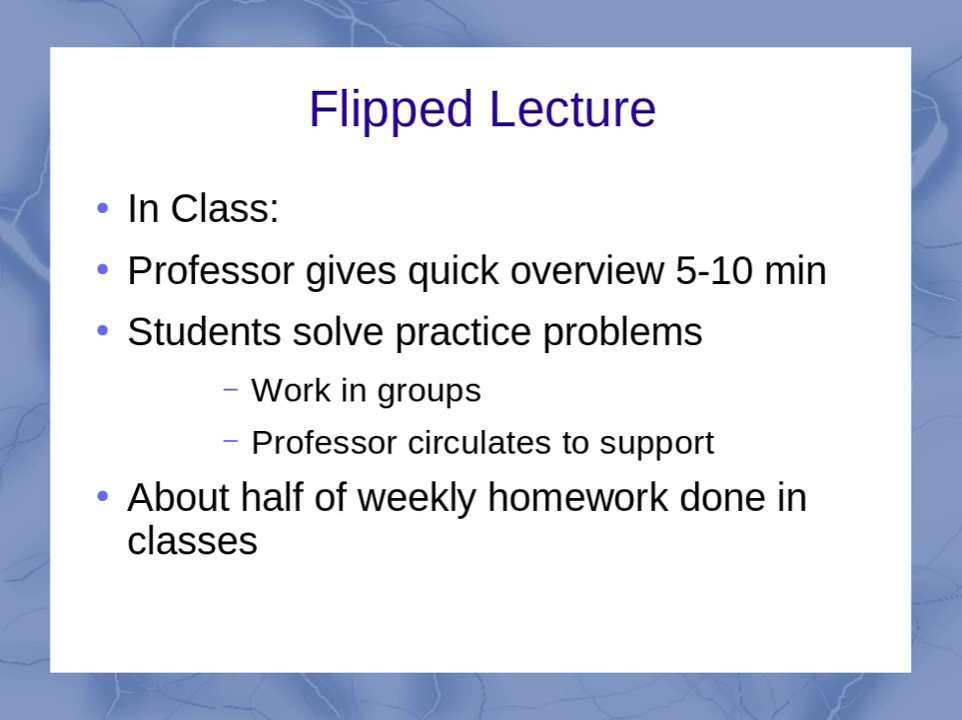 Flipped Lecture
• In Class:
• Professor gives quick overview 5-10 min
• Students solve practice problems
– Work in groups
– Professor circulates to support
• About half of weekly homework done in
classes